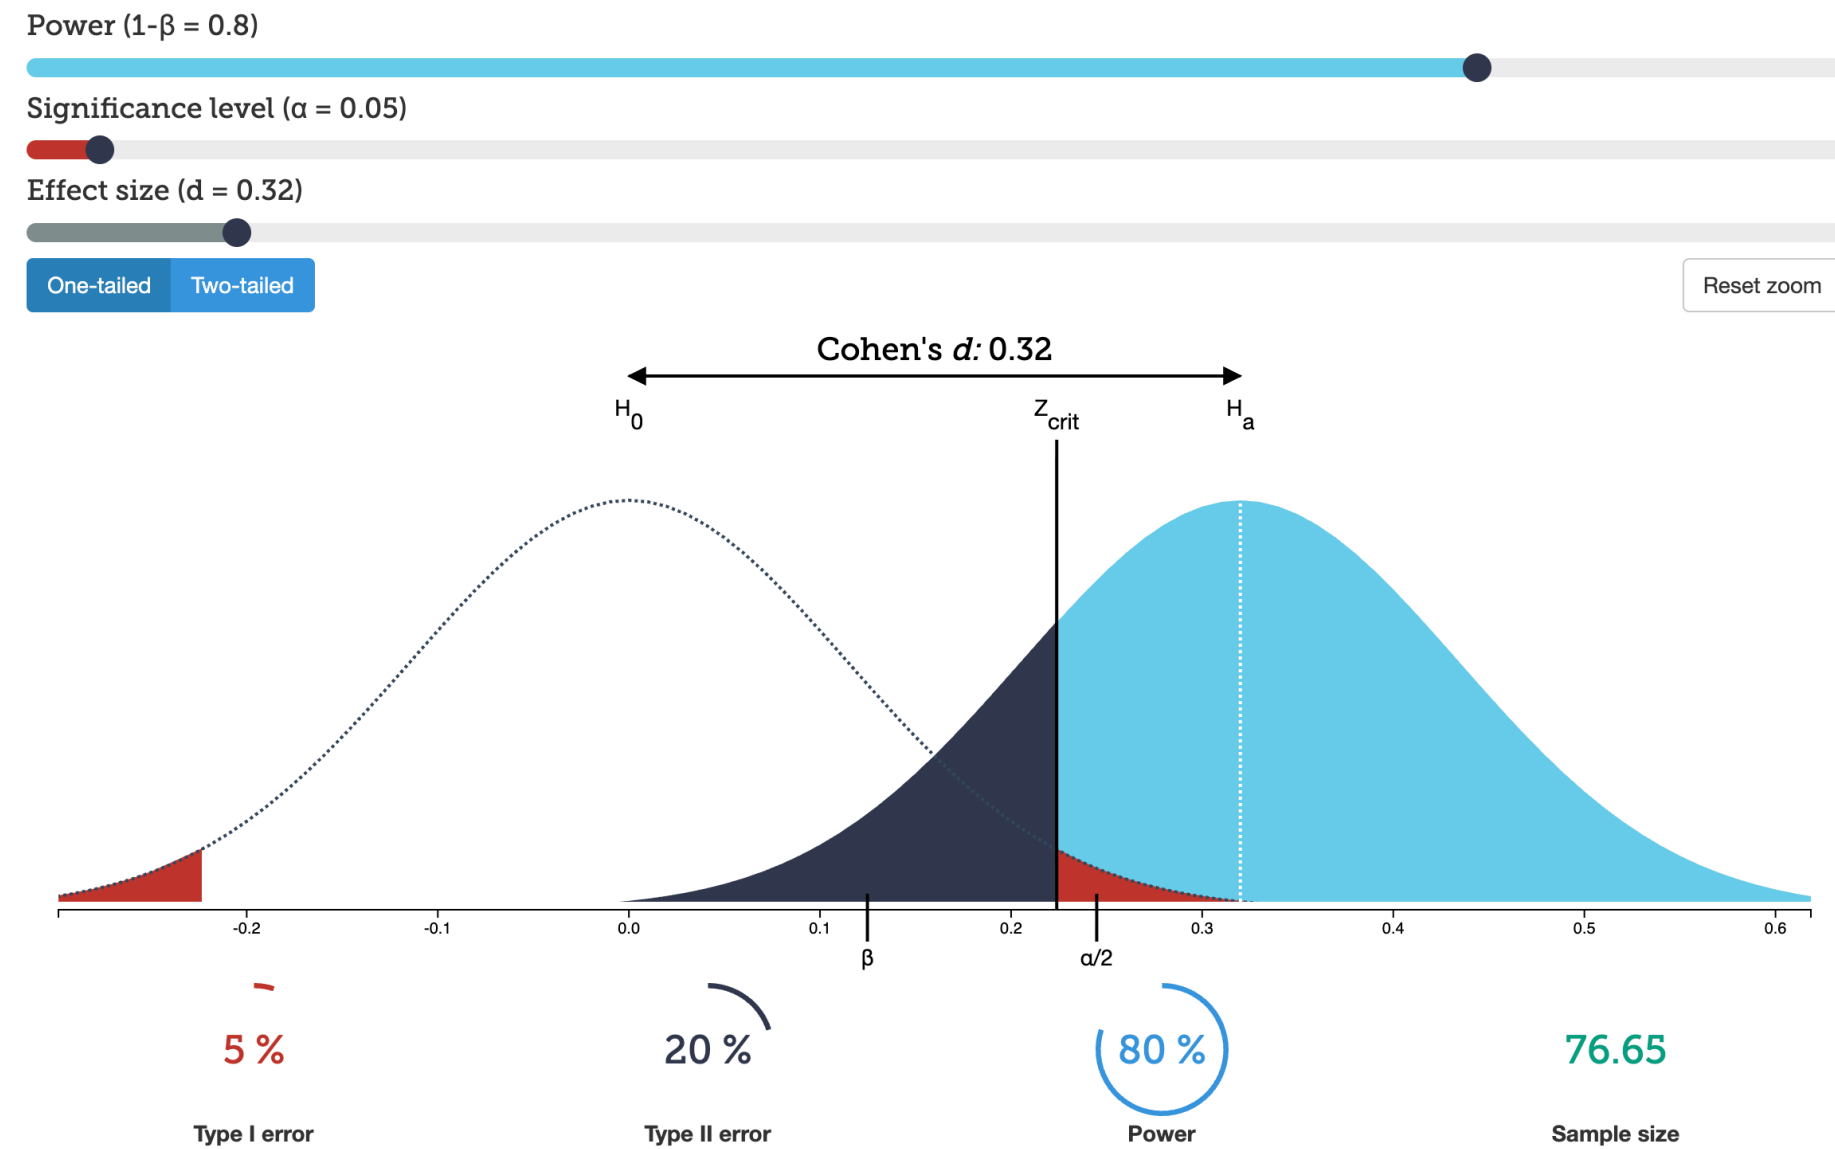 Power (1-β = 0.8)
Significance level (α = 0.05)
Effect size (d = 0.32)
One-tailed Two-tailed Reset zoom
Cohen's d: 0.32
H0 Zcrit Ha
-0.2 -0.1 0.0 0.1 0.2 0.3 0.4 0.5 0.6
β α/2
5 % 20 % 80 % 76.65
Type I error Type II error Power Sample size